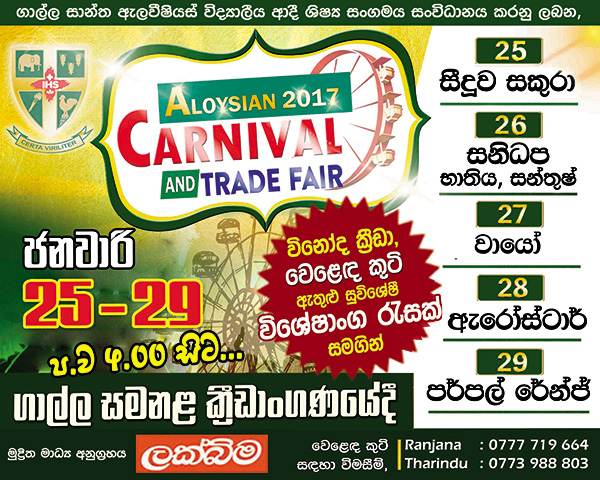 ගාල්ල සාන්ත ඇලවීසියස් විද්‍යාලීය ආදී ශිෂ්‍ය සංගමය සංවිධානය කරනු ලබන,
IHS
CERTA VIRILITER
ALOYSIAN 2017
CARNIVAL
AND TRADE FAIR
ජනවාරි
25 - 29
ප.ව 4.00 සිට...
විනෝද ක්‍රීඩා,
වෙළෙඳ කුටි
ඇතුළු සුවිශේෂී
විශේෂාංග රැසක්
සමගින්
ගාල්ල සමනළ ක්‍රීඩාංගණයේදී
25
සීදූව සකුරා
26
සනිධප
භාතිය, සන්තුෂ්
27
වායෝ
28
ඇරෝස්ටාර්
29
පර්පල් රේන්ජ්
මුද්‍රිත මාධ්‍ය අනුග්‍රහය
ලක්බිම
වෙළෙඳ කුටි
සඳහා විමසීම්,
Ranjana : 0777 719 664
Tharindu : 0773 988 803